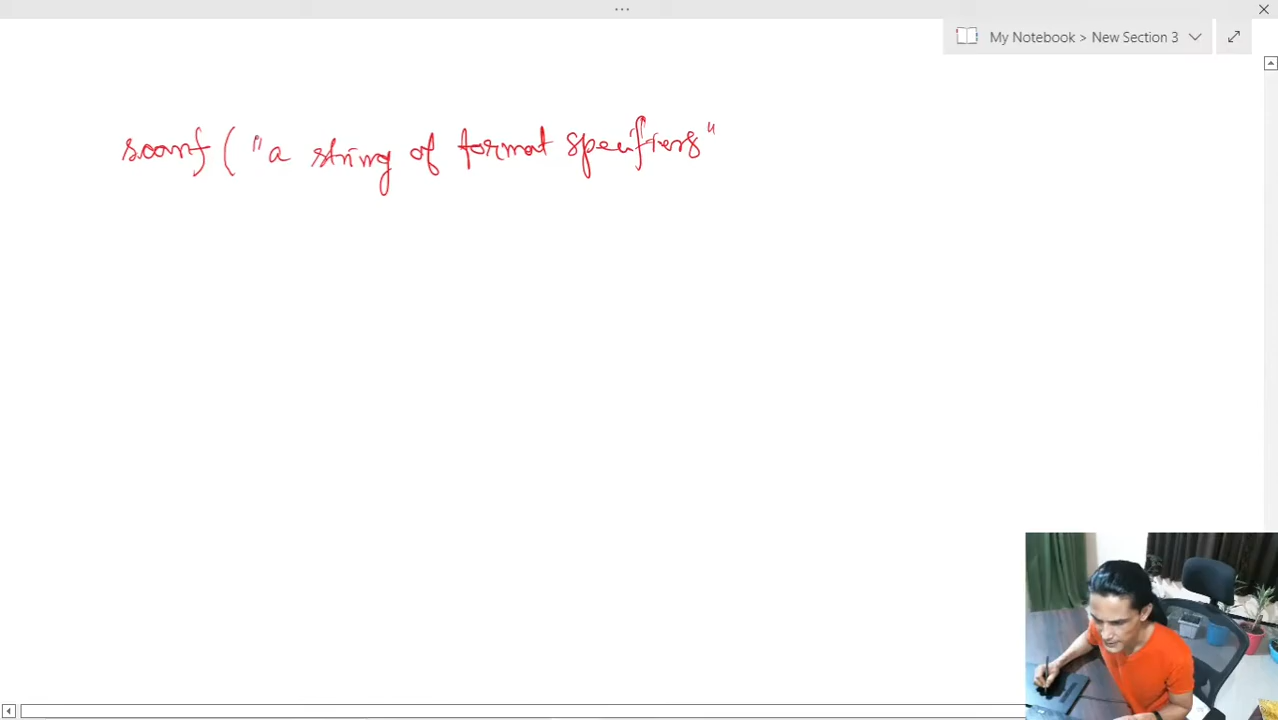 My Notebook > New Section 3
scanf ( "a string of format specifiers"